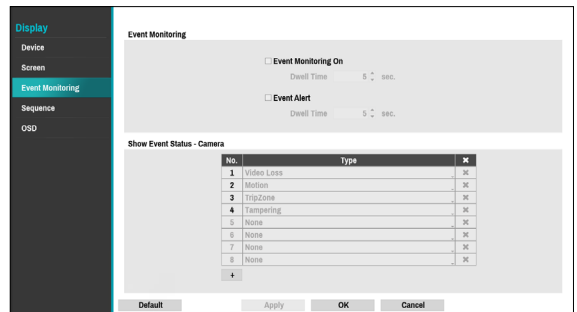 Display
Device
Screen
Event Monitoring
Sequence
OSD
Event Monitoring
Event Monitoring On
Dwell Time 5 sec.
Event Alert
Dwell Time 5 sec.
Show Event Status - Camera
No. Type ✖
1 Video Loss ✖
2 Motion ✖
3 TripZone ✖
4 Tampering ✖
5 None ✖
6 None ✖
7 None ✖
8 None ✖
+
Default Apply OK Cancel